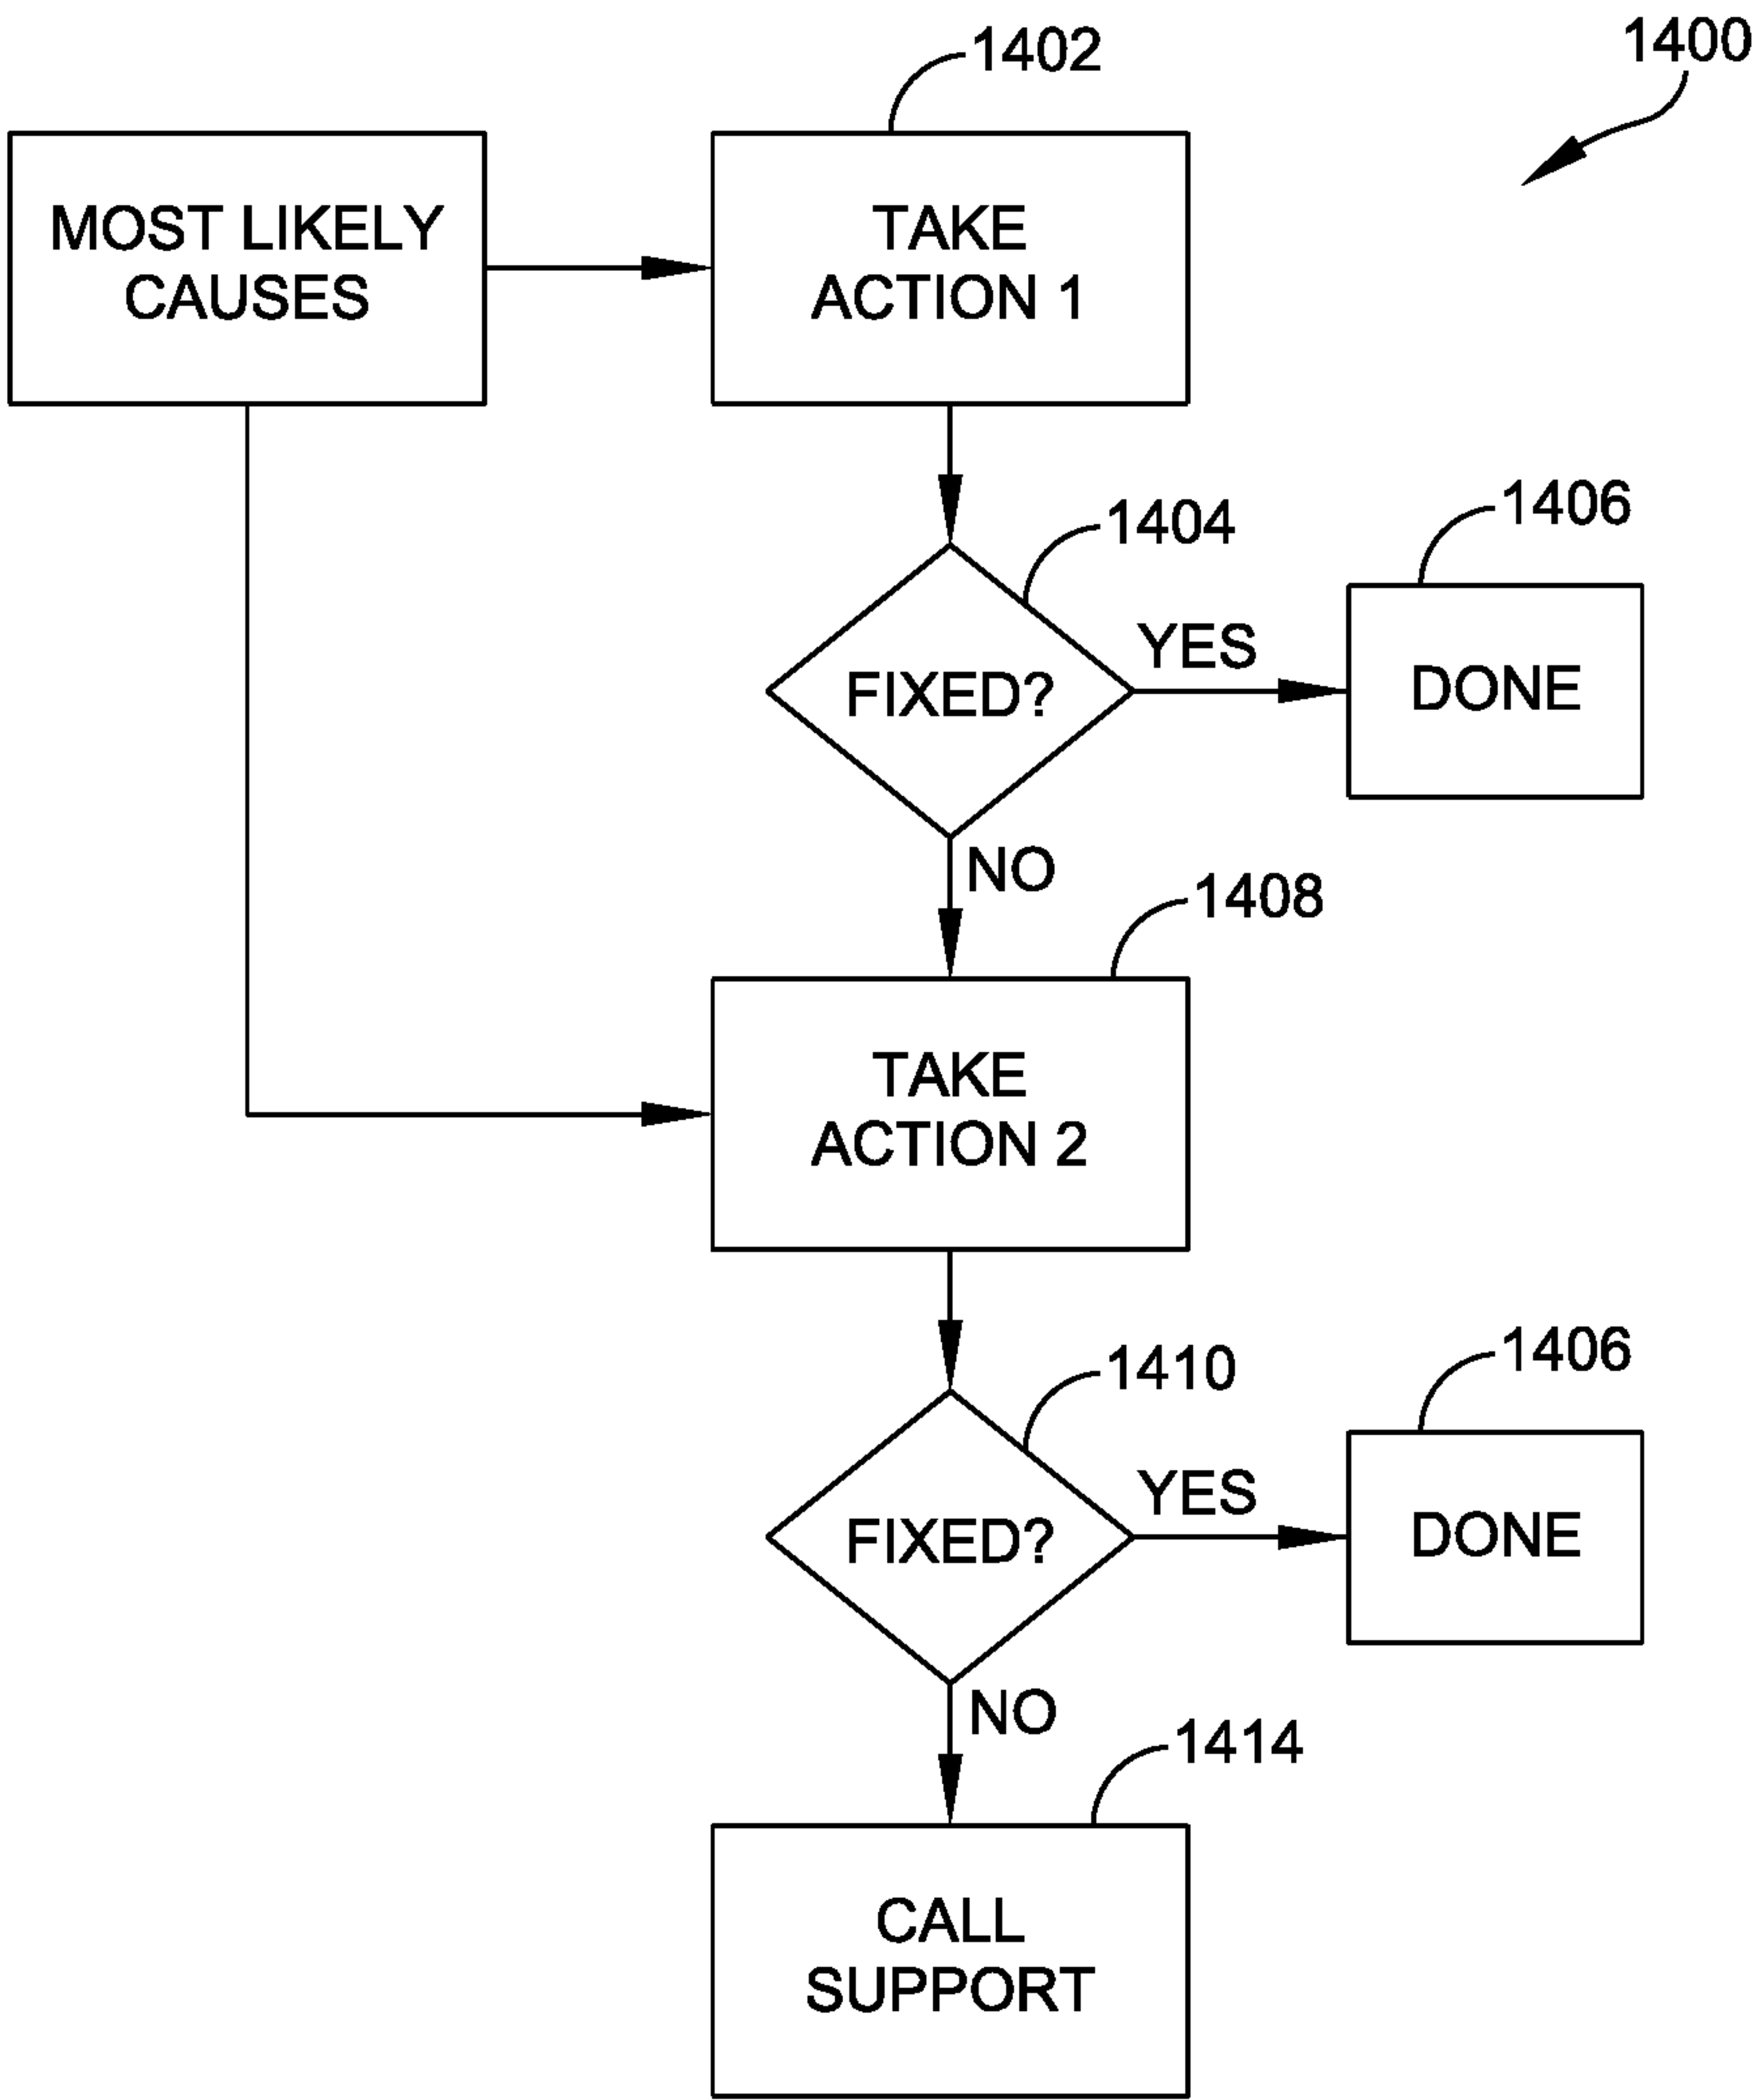 1400
1402
MOST LIKELY
CAUSES
TAKE
ACTION 1
1404
1406
YES
FIXED?
DONE
NO
1408
TAKE
ACTION 2
1410
1406
YES
FIXED?
DONE
NO
1414
CALL
SUPPORT